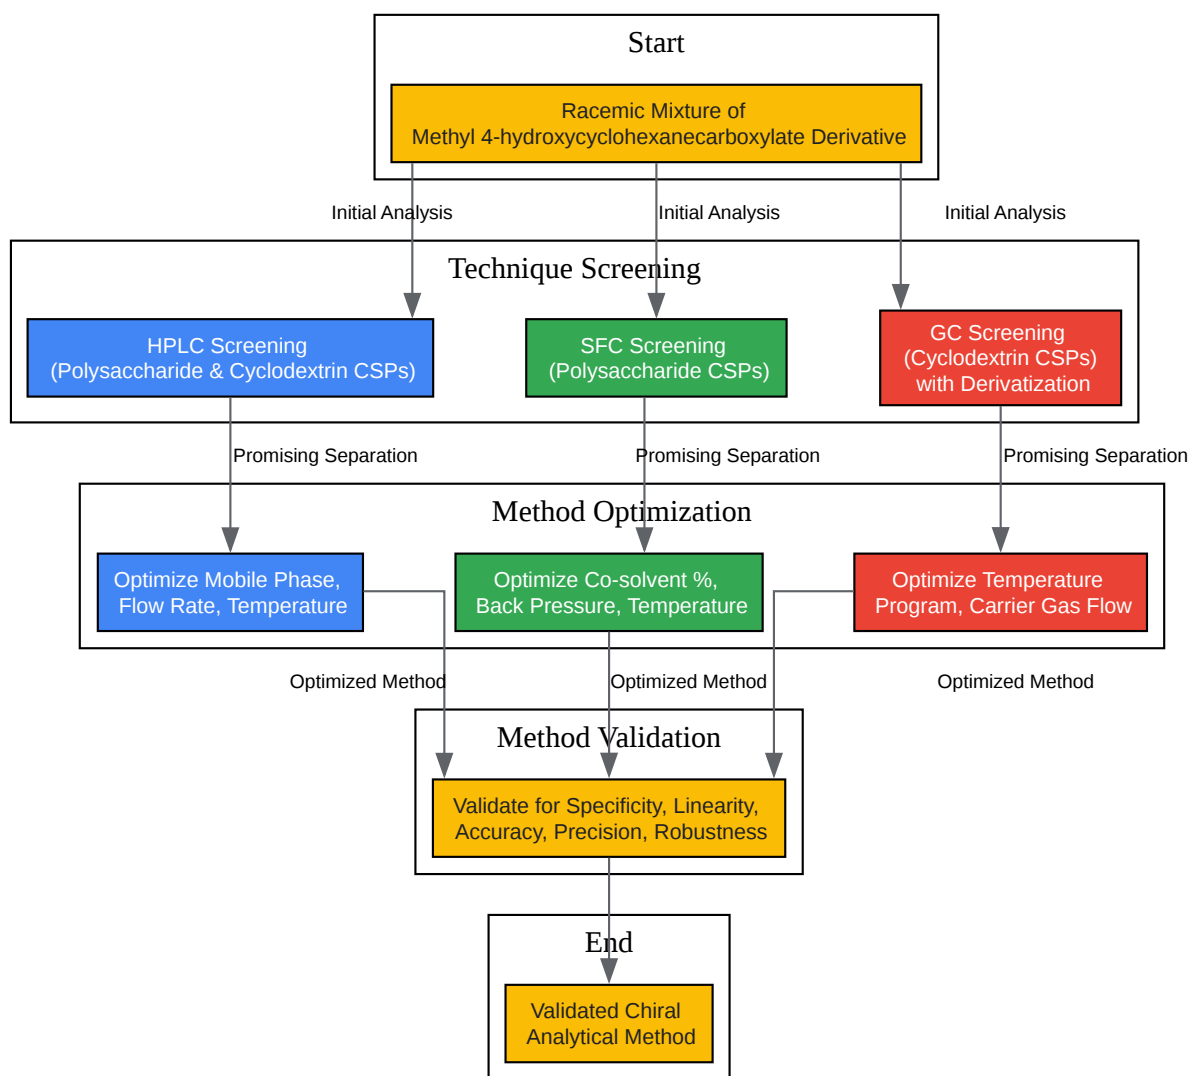 Start
Racemic Mixture of
Methyl 4-hydroxycyclohexanecarboxylate Derivative
Initial Analysis
Initial Analysis
Initial Analysis
Technique Screening
HPLC Screening
(Polysaccharide & Cyclodextrin CSPs)
SFC Screening
(Polysaccharide CSPs)
GC Screening
(Cyclodextrin CSPs)
with Derivatization
Promising Separation
Promising Separation
Promising Separation
Method Optimization
Optimize Mobile Phase,
Flow Rate, Temperature
Optimize Co-solvent %,
Back Pressure, Temperature
Optimize Temperature
Program, Carrier Gas Flow
Optimized Method
Optimized Method
Optimized Method
Method Validation
Validate for Specificity, Linearity,
Accuracy, Precision, Robustness
End
Validated Chiral
Analytical Method